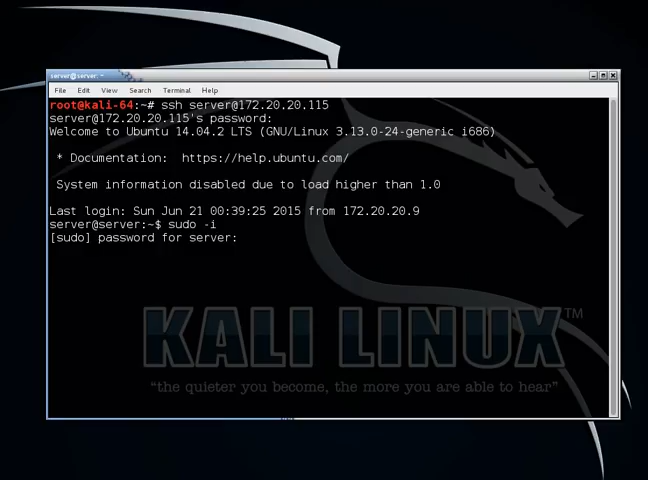 server@server: ~
File Edit View Search Terminal Help
root@kali-64:~# ssh server@172.20.20.115
server@172.20.20.115's password:
Welcome to Ubuntu 14.04.2 LTS (GNU/Linux 3.13.0-24-generic i686)
* Documentation: https://help.ubuntu.com/
System information disabled due to load higher than 1.0
Last login: Sun Jun 21 00:39:25 2015 from 172.20.20.9
server@server:~$ sudo -i
[sudo] password for server:
KALI LINUX™
“the quieter you become, the more you are able to hear”